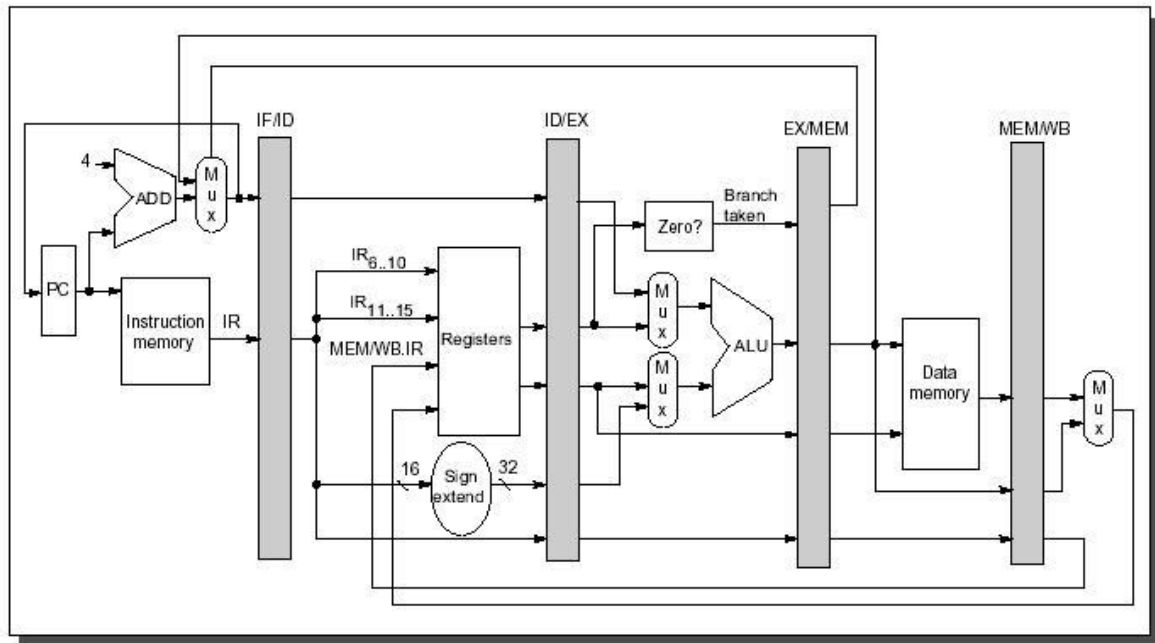 IF/ID
ID/EX
EX/MEM
MEM/WB
4
ADD
M
u
x
Branch
taken
Zero?
PC
Instruction
memory
IR
IR6..10
IR11..15
MEM/WB.IR
Registers
M
u
x
M
u
x
ALU
Data
memory
M
u
x
16
Sign
extend
32